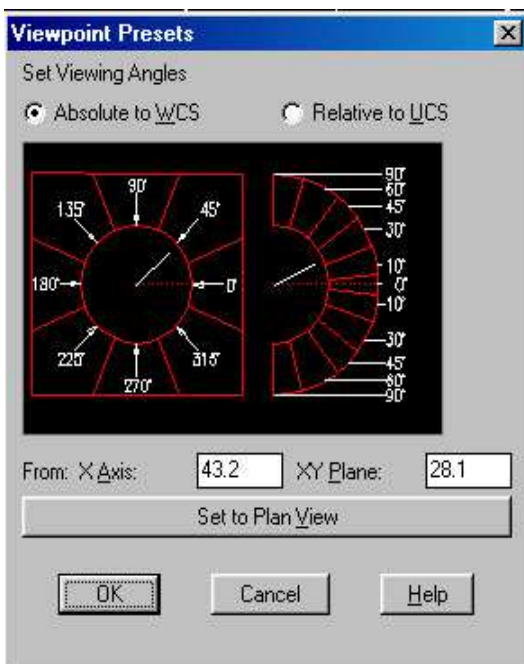 Viewpoint Presets
Set Viewing Angles
Absolute to WCS
Relative to UCS
90°
135°
45°
180°
0°
225°
315°
270°
90°
60°
45°
30°
10°
0°
-10°
-30°
-45°
-60°
-90°
From: X Axis: 43.2 XY Plane: 28.1
Set to Plan View
OK Cancel Help